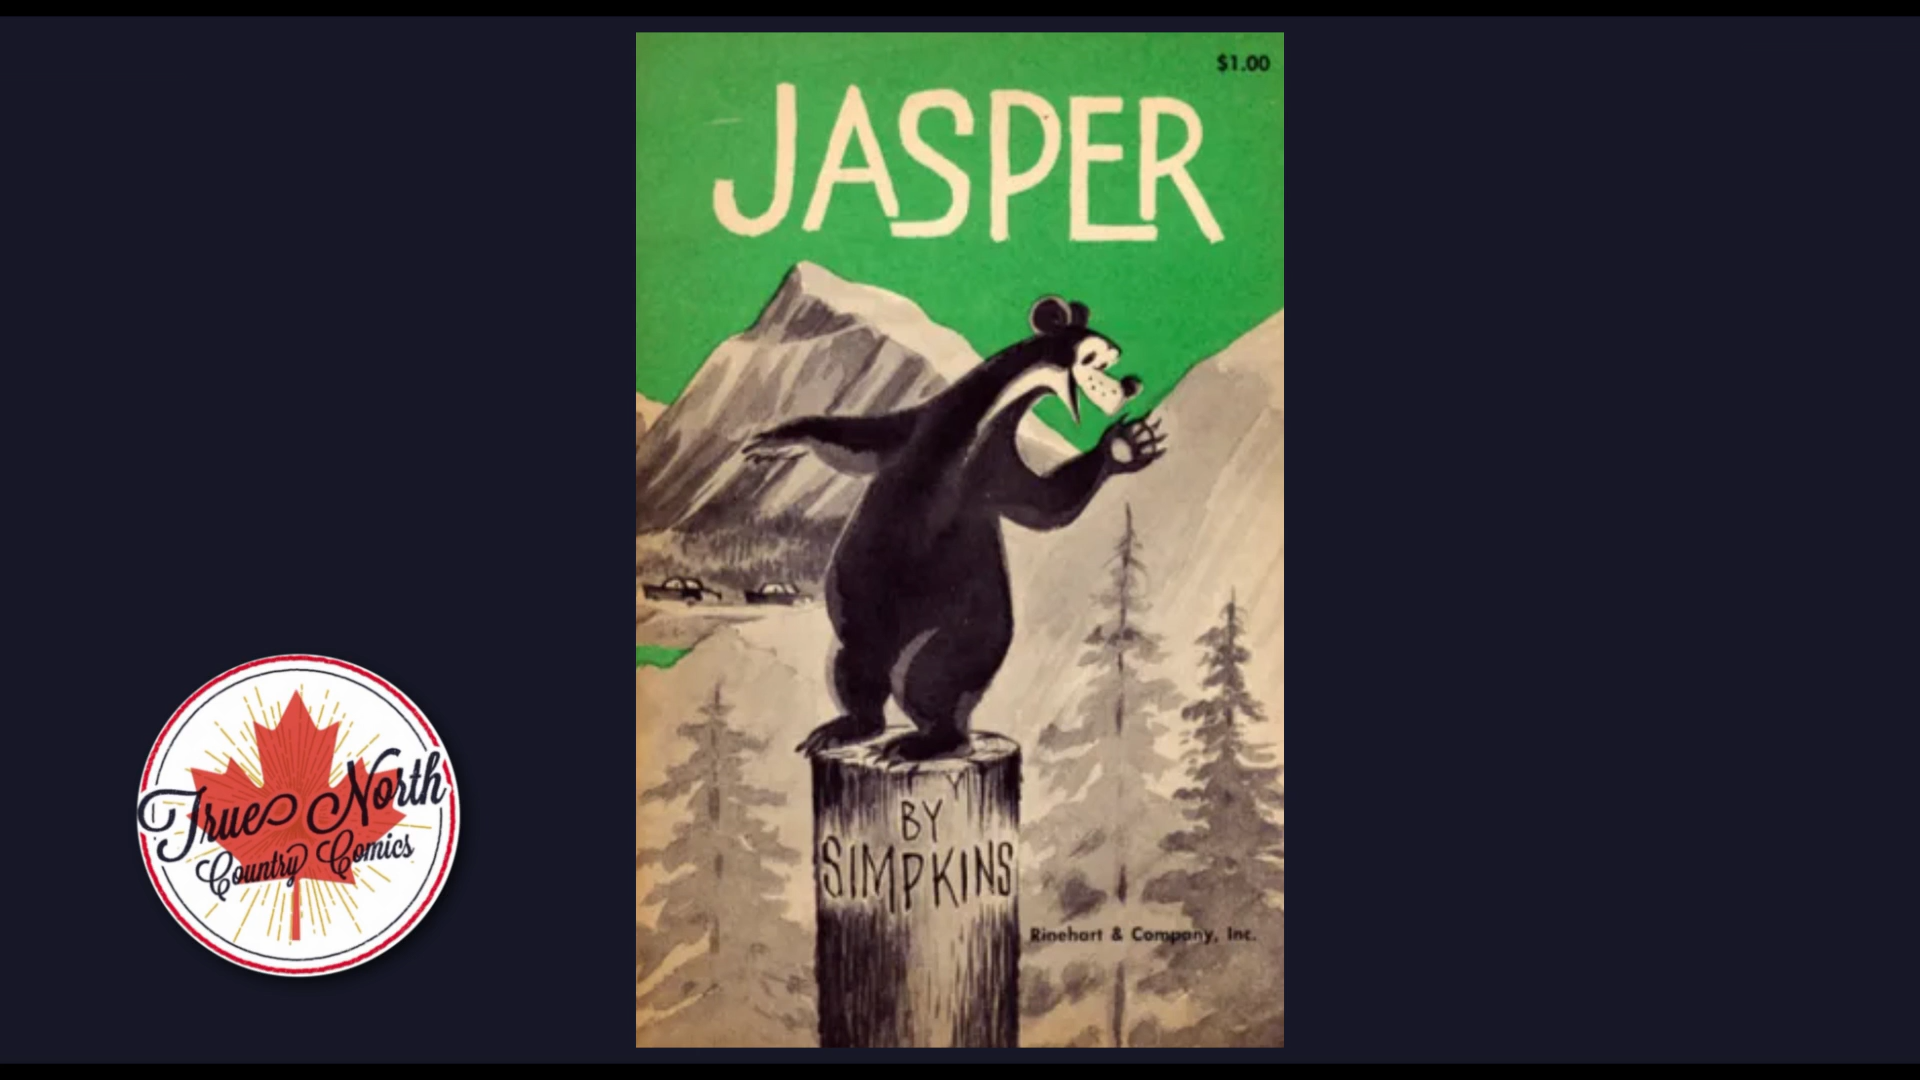 $1.00
JASPER
BY
SIMPKINS
Rinehart & Company, Inc.
True North
Country Comics